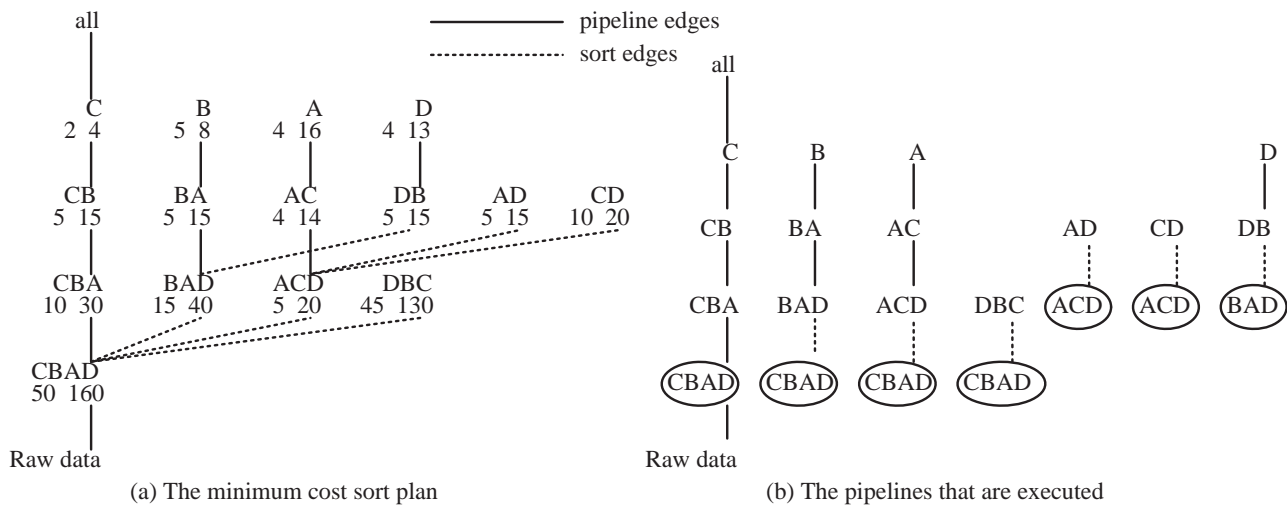 all
pipeline edges
sort edges
C B A D
2 4 5 8 4 16 4 13
CB BA AC DB AD CD
5 15 5 15 4 14 5 15 5 15 10 20
CBA BAD ACD DBC
10 30 15 40 5 20 45 130
CBAD
50 160
Raw data
(a) The minimum cost sort plan
all
C B A D
CB BA AC AD CD DB
CBA BAD ACD DBC ACD ACD BAD
CBAD CBAD CBAD CBAD
Raw data
(b) The pipelines that are executed